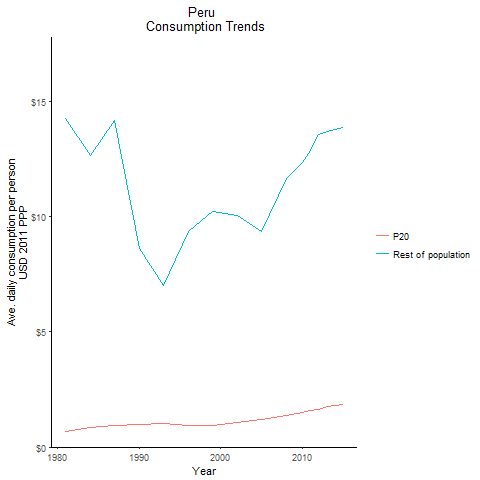 Peru
Consumption Trends
Ave. daily consumption per person
USD 2011 PPP
$15
$10
$5
$0
1980
1990
2000
2010
Year
P20
Rest of population